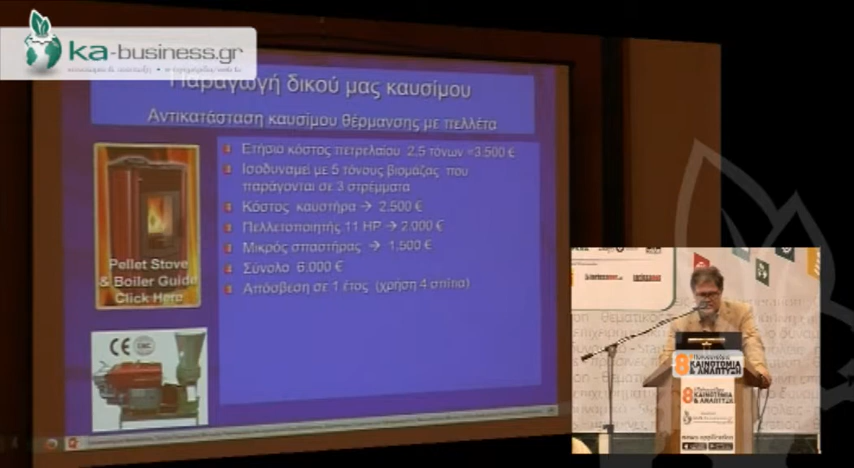 ka-business.gr
Παραγωγή δικού μας καυσίμου
Αντικατάσταση καυσίμου θέρμανσης με πελλέτα
Ετήσιο κόστος πετρελαίου 2,5 τόνων =3.500 €
Ισοδυναμεί με 5 τόνους βιομάζας που
παράγονται σε 3 στρέμματα
Κόστος καυστήρα → 2.500 €
Πελλετοποιητής 11 HP → 2.000 €
Μικρός σπαστήρας → 1.500 €
Σύνολο 6.000 €
Απόσβεση σε 1 έτος (χρήση 4 σπίτια)
Pellet Stove
& Boiler Guide
Click Here
CE
8
ΚΑΙΝΟΤΟΜΙΑ
& ΑΝΑΠΤΥΞΗ
8
ΚΑΙΝΟΤΟΜΙΑ
& ΑΝΑΠΤΥΞΗ